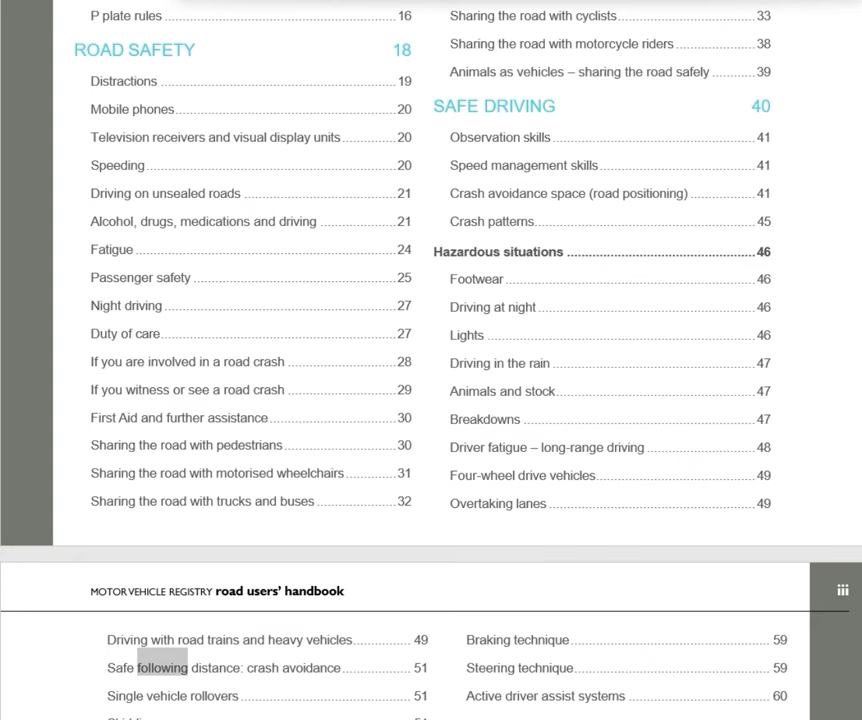 P plate rules 16
ROAD SAFETY 18
Distractions 19
Mobile phones 20
Television receivers and visual display units 20
Speeding 20
Driving on unsealed roads 21
Alcohol, drugs, medications and driving 21
Fatigue 24
Passenger safety 25
Night driving 27
Duty of care 27
If you are involved in a road crash 28
If you witness or see a road crash 29
First Aid and further assistance 30
Sharing the road with pedestrians 30
Sharing the road with motorised wheelchairs 31
Sharing the road with trucks and buses 32
Sharing the road with cyclists 33
Sharing the road with motorcycle riders 38
Animals as vehicles – sharing the road safely 39
SAFE DRIVING 40
Observation skills 41
Speed management skills 41
Crash avoidance space (road positioning) 41
Crash patterns 45
Hazardous situations 46
Footwear 46
Driving at night 46
Lights 46
Driving in the rain 47
Animals and stock 47
Breakdowns 47
Driver fatigue – long-range driving 48
Four-wheel drive vehicles 49
Overtaking lanes 49
MOTOR VEHICLE REGISTRY road users' handbook iii
Driving with road trains and heavy vehicles 49
Safe following distance: crash avoidance 51
Single vehicle rollovers 51
Braking technique 59
Steering technique 59
Active driver assist systems 60